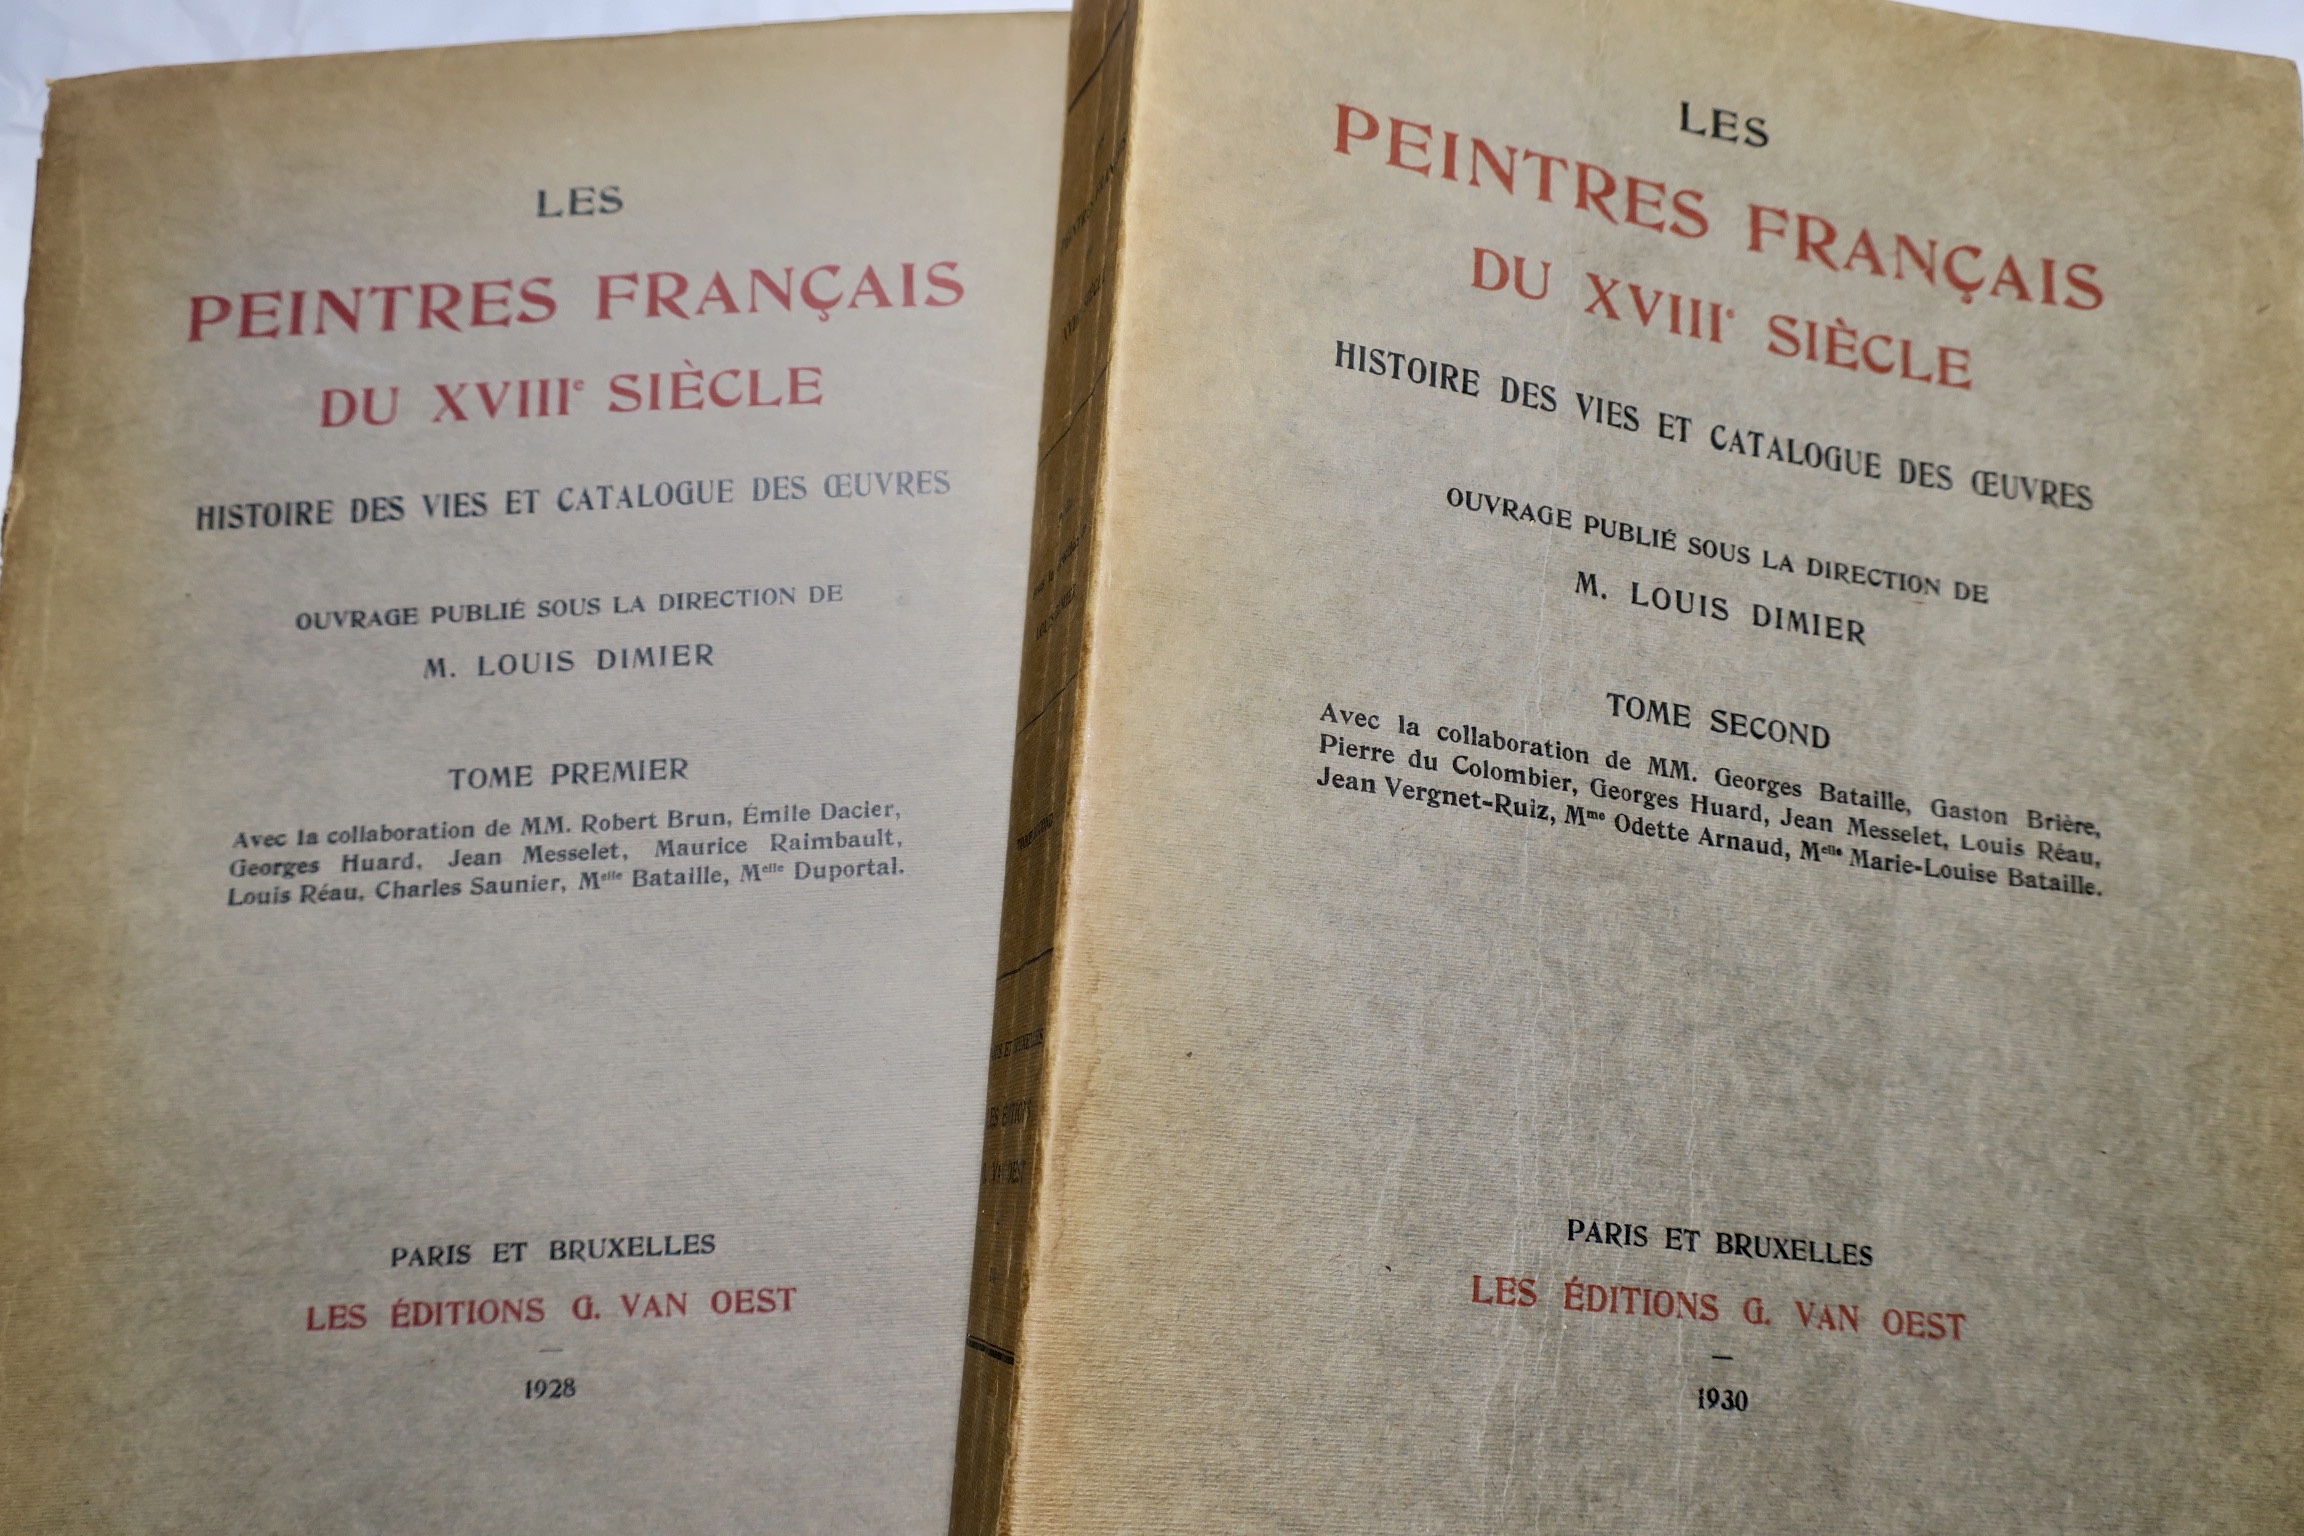 LES
PEINTRES FRANÇAIS
DU XVIIIe SIÈCLE
HISTOIRE DES VIES ET CATALOGUE DES ŒUVRES
OUVRAGE PUBLIÉ SOUS LA DIRECTION DE
M. LOUIS DIMIER
TOME PREMIER
Avec la collaboration de MM. Robert Brun, Émile Dacier,
Georges Huard, Jean Messelet, Maurice Raimbault,
Louis Réau, Charles Saunier, Melle Bataille, Melle Duportal.
PARIS ET BRUXELLES
LES ÉDITIONS G. VAN OEST
1928
LES
PEINTRES FRANÇAIS
DU XVIIIe SIÈCLE
HISTOIRE DES VIES ET CATALOGUE DES ŒUVRES
OUVRAGE PUBLIÉ SOUS LA DIRECTION DE
M. LOUIS DIMIER
TOME SECOND
Avec la collaboration de MM. Georges Bataille, Gaston Brière,
Pierre du Colombier, Georges Huard, Jean Messelet, Louis Réau,
Jean Vergnet-Ruiz, Mme Odette Arnaud, Melle Marie-Louise Bataille.
PARIS ET BRUXELLES
LES ÉDITIONS G. VAN OEST
1930